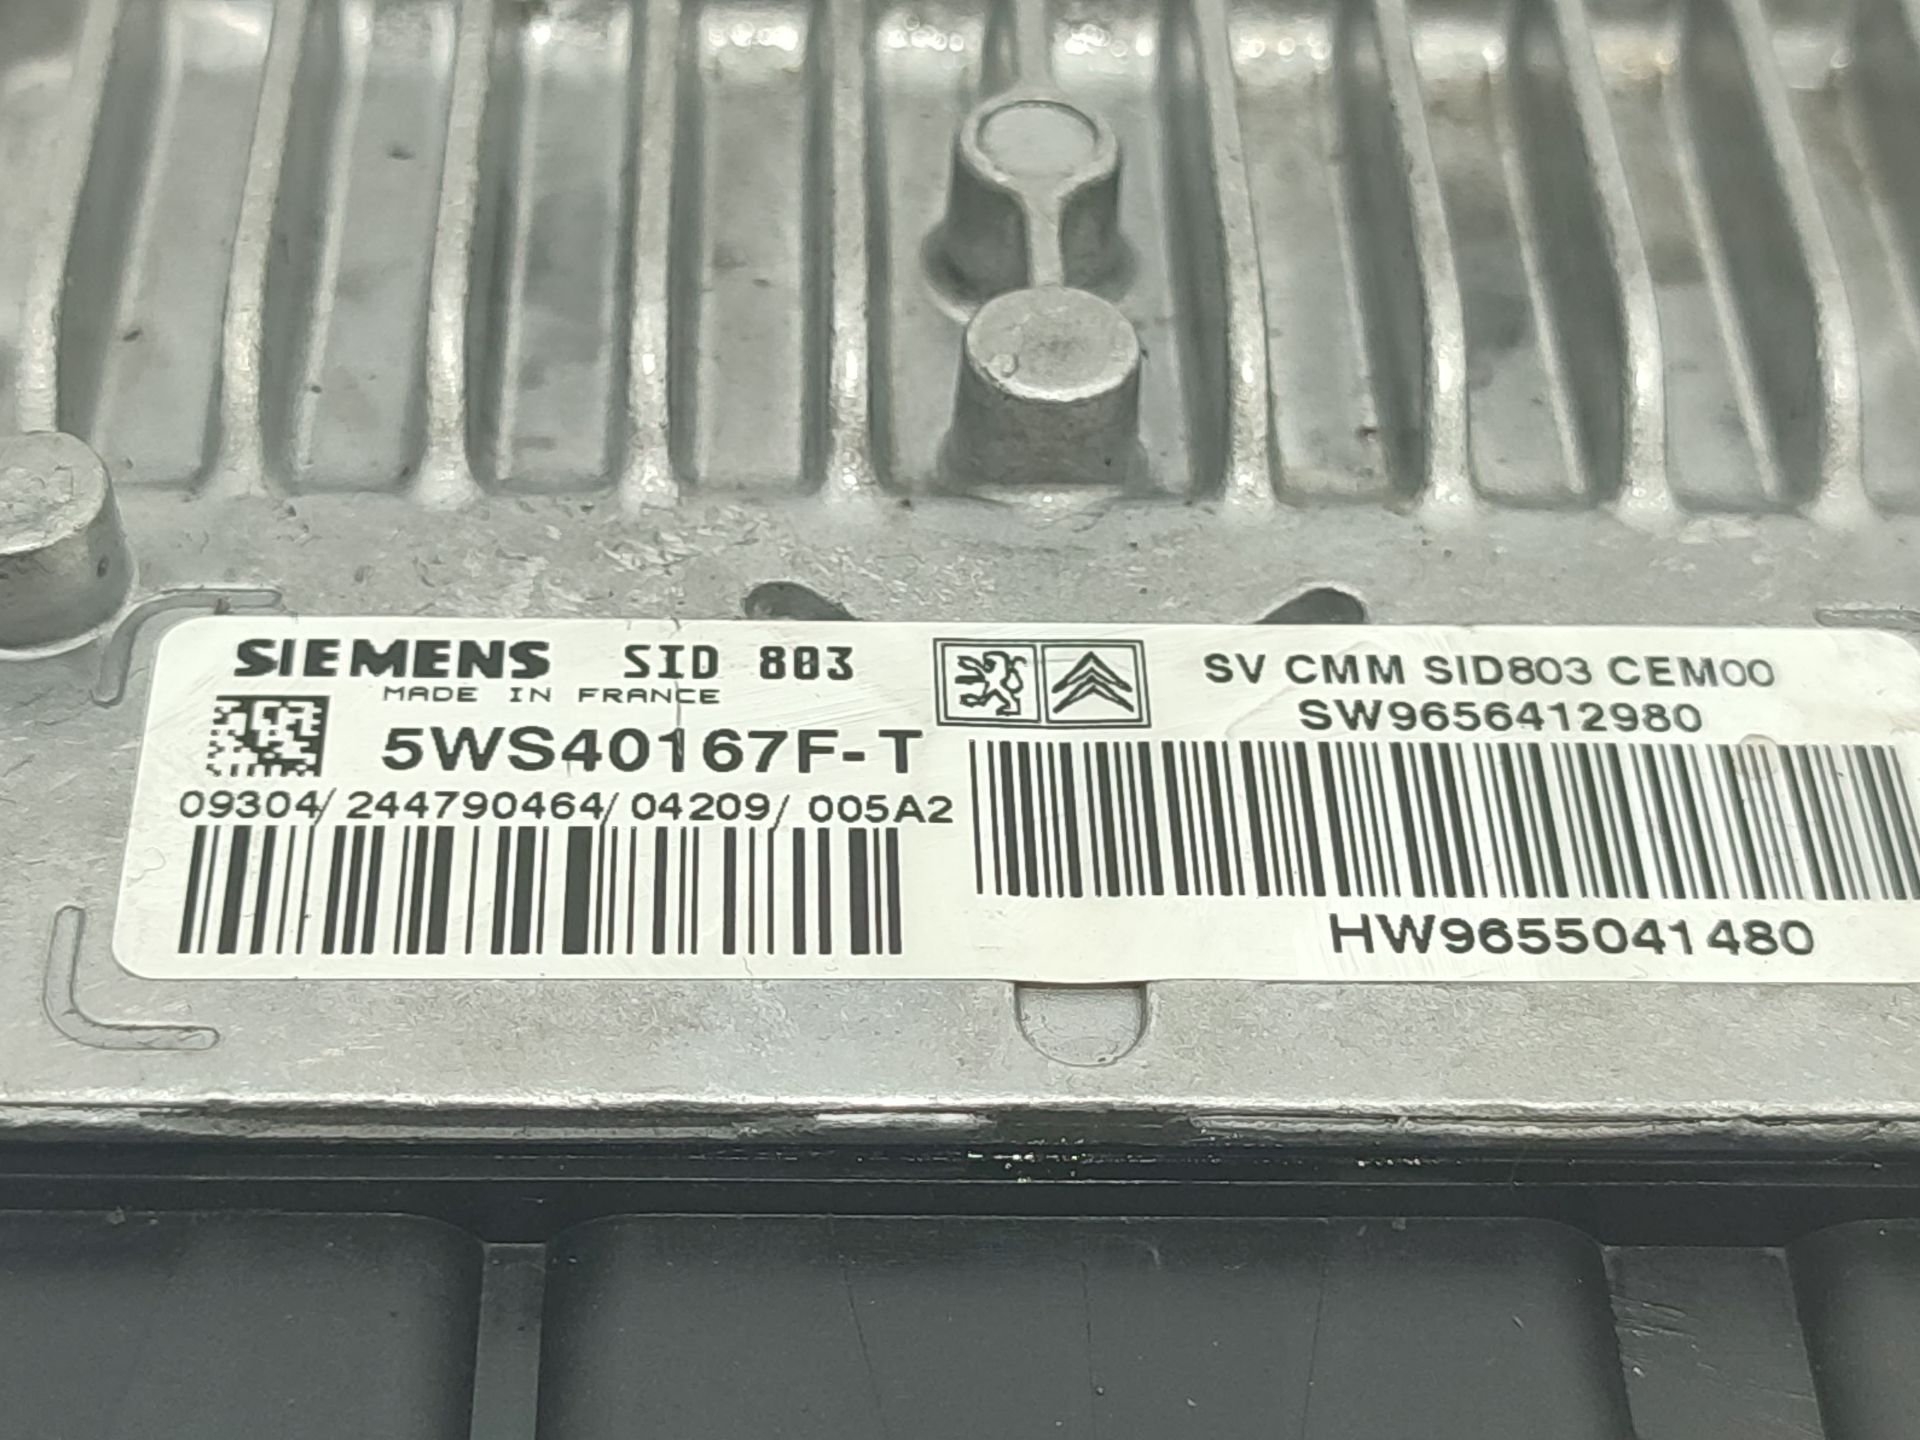 SIEMENS SID 803
MADE IN FRANCE
5WS40167F-T
09304/244790464/04209/005A2
SV CMM SID803 CEM00
SW9656412980
HW9655041480